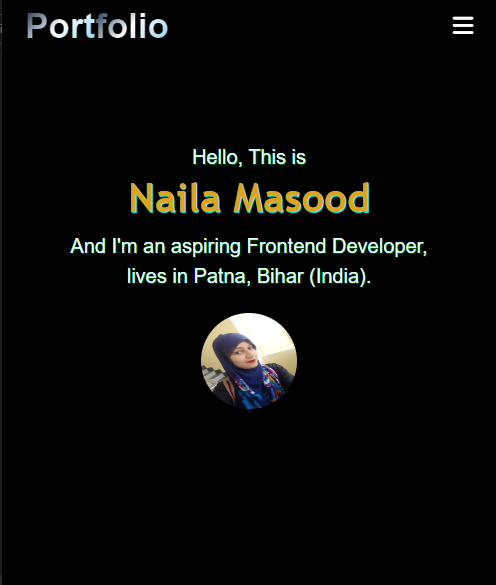 Portfolio
Hello, This is
Naila Masood
And I'm an aspiring Frontend Developer,
lives in Patna, Bihar (India).